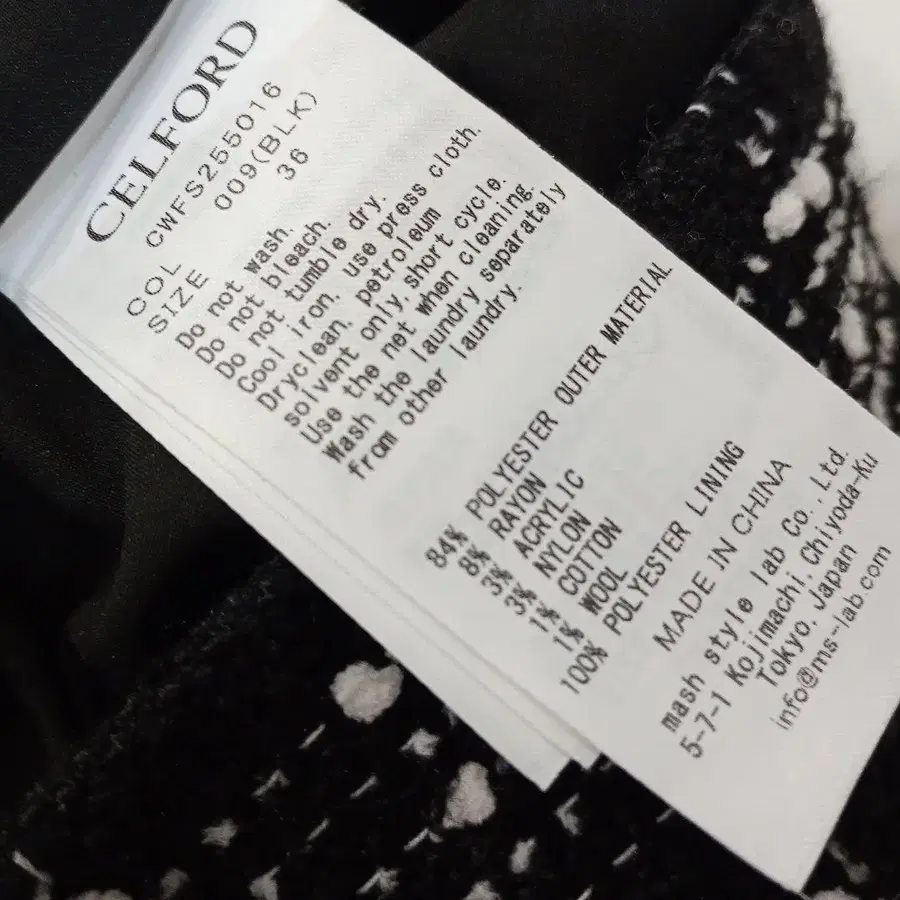 CELFORD
CWFS255016
COL 009(BLK)
SIZE 36
Do not wash.
Do not bleach.
Do not tumble dry.
Cool iron. use press cloth.
Dryclean. petroleum
solvent only, short cycle.
Use the net when cleaning.
Wash the laundry separately
from other laundry.
84% POLYESTER OUTER MATERIAL
8% RAYON
3% ACRYLIC
3% NYLON
1% COTTON
1% WOOL
100% POLYESTER LINING
MADE IN CHINA
mash style lab Co., Ltd.
5-7-1 Kojimachi, Chiyoda-Ku
Tokyo, Japan
info@ms-lab.com